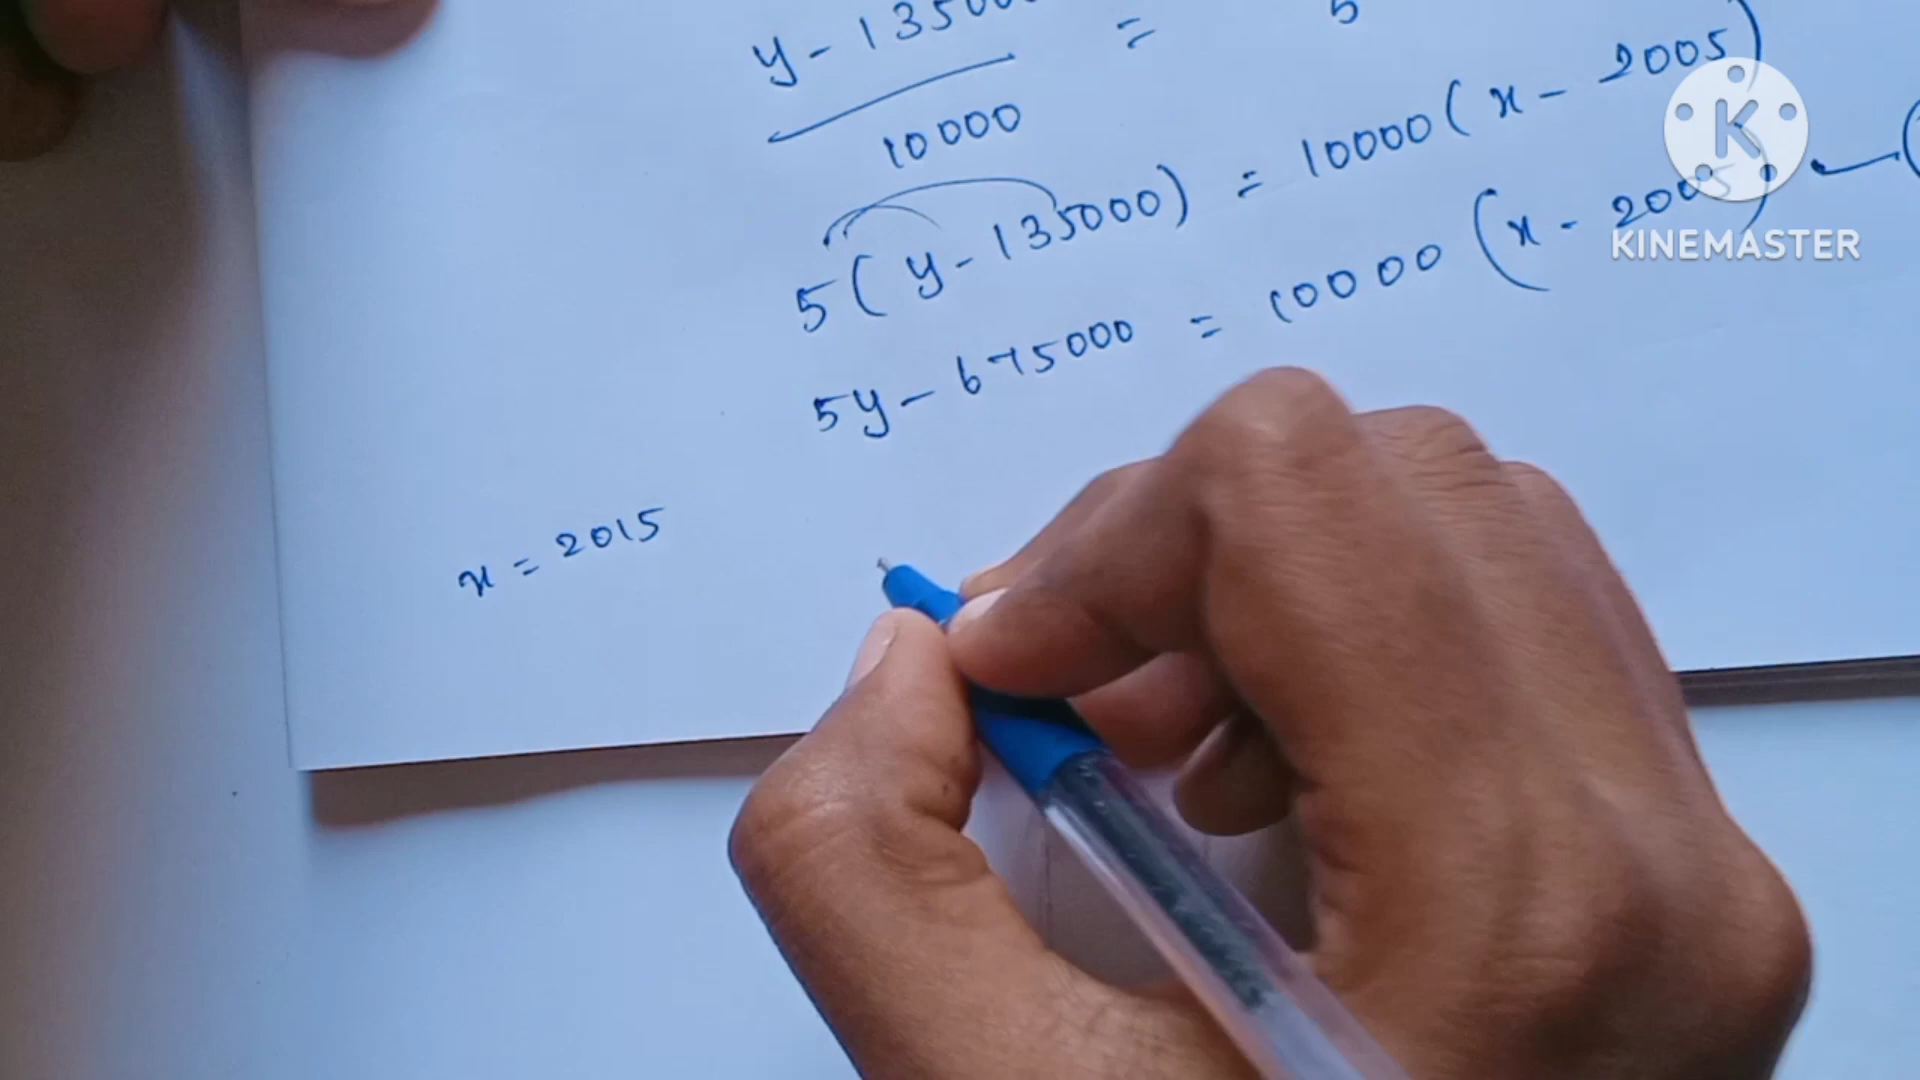 y - 135000 = 5
10000
5(y - 135000) = 10000(x - 2005)
5y - 675000 = 10000 (x - 2005)
x = 2015
KINEMASTER